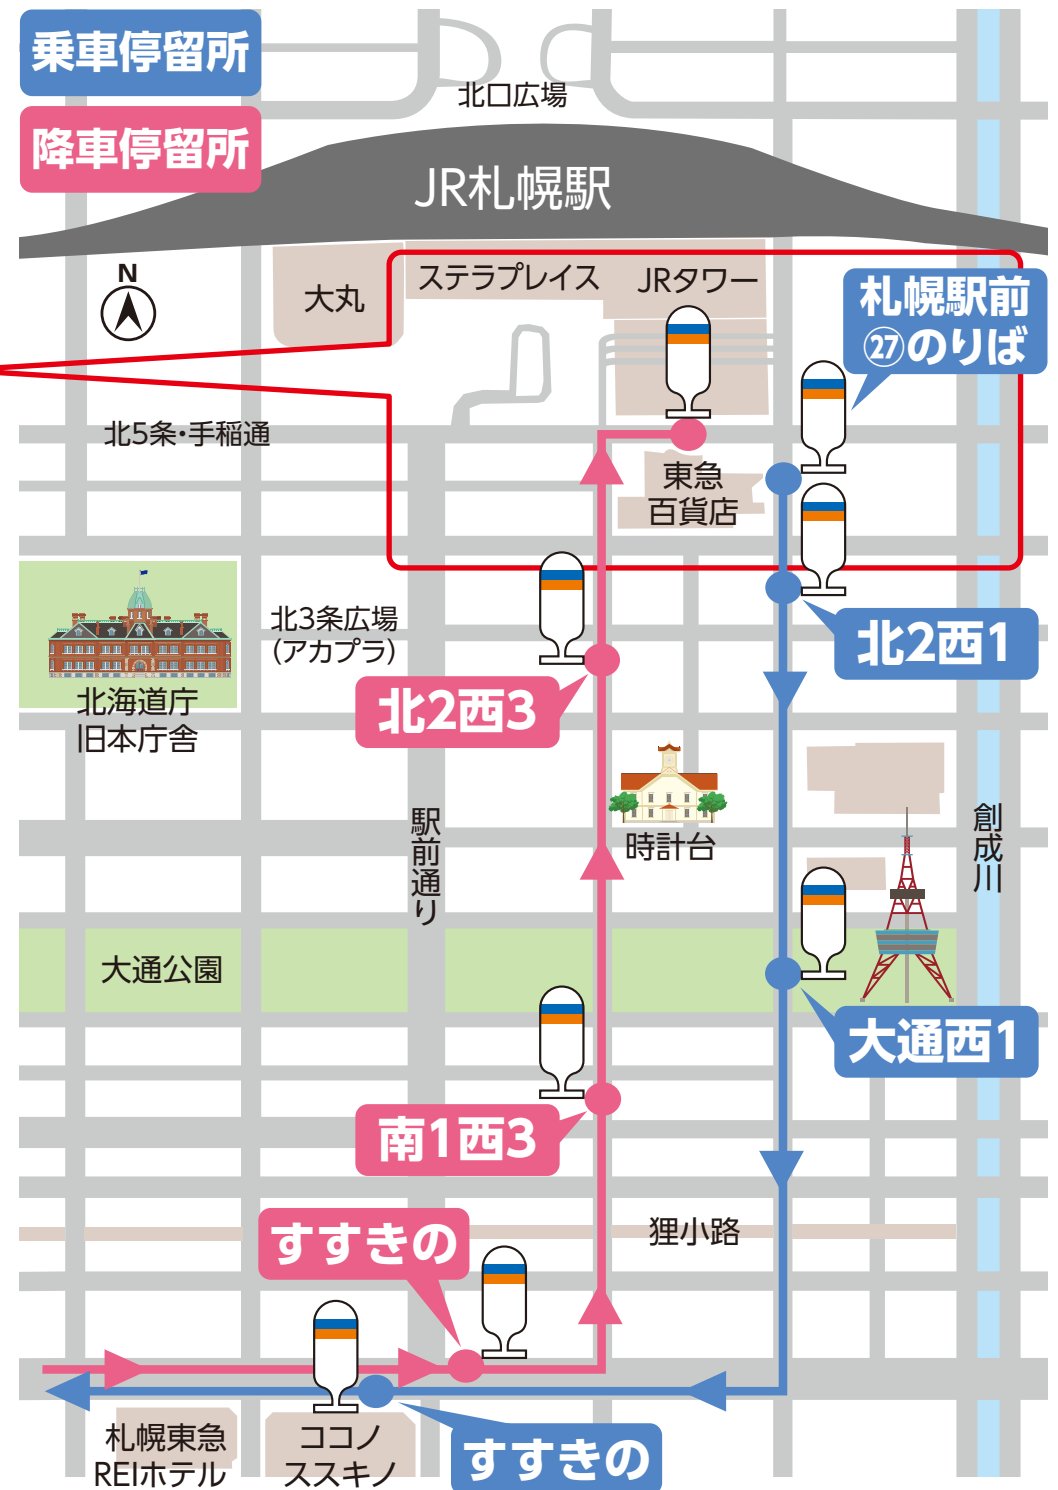 乗車停留所
降車停留所
北口広場
JR札幌駅
N
大丸
ステラプレイス
JRタワー
札幌駅前
㉗のりば
北5条・手稲通
東急
百貨店
北3条広場
(アカプラ)
北2西1
北2西3
北海道庁
旧本庁舎
駅前通り
時計台
創成川
大通公園
大通西1
南1西3
狸小路
すすきの
札幌東急
REIホテル
ココノ
ススキノ
すすきの